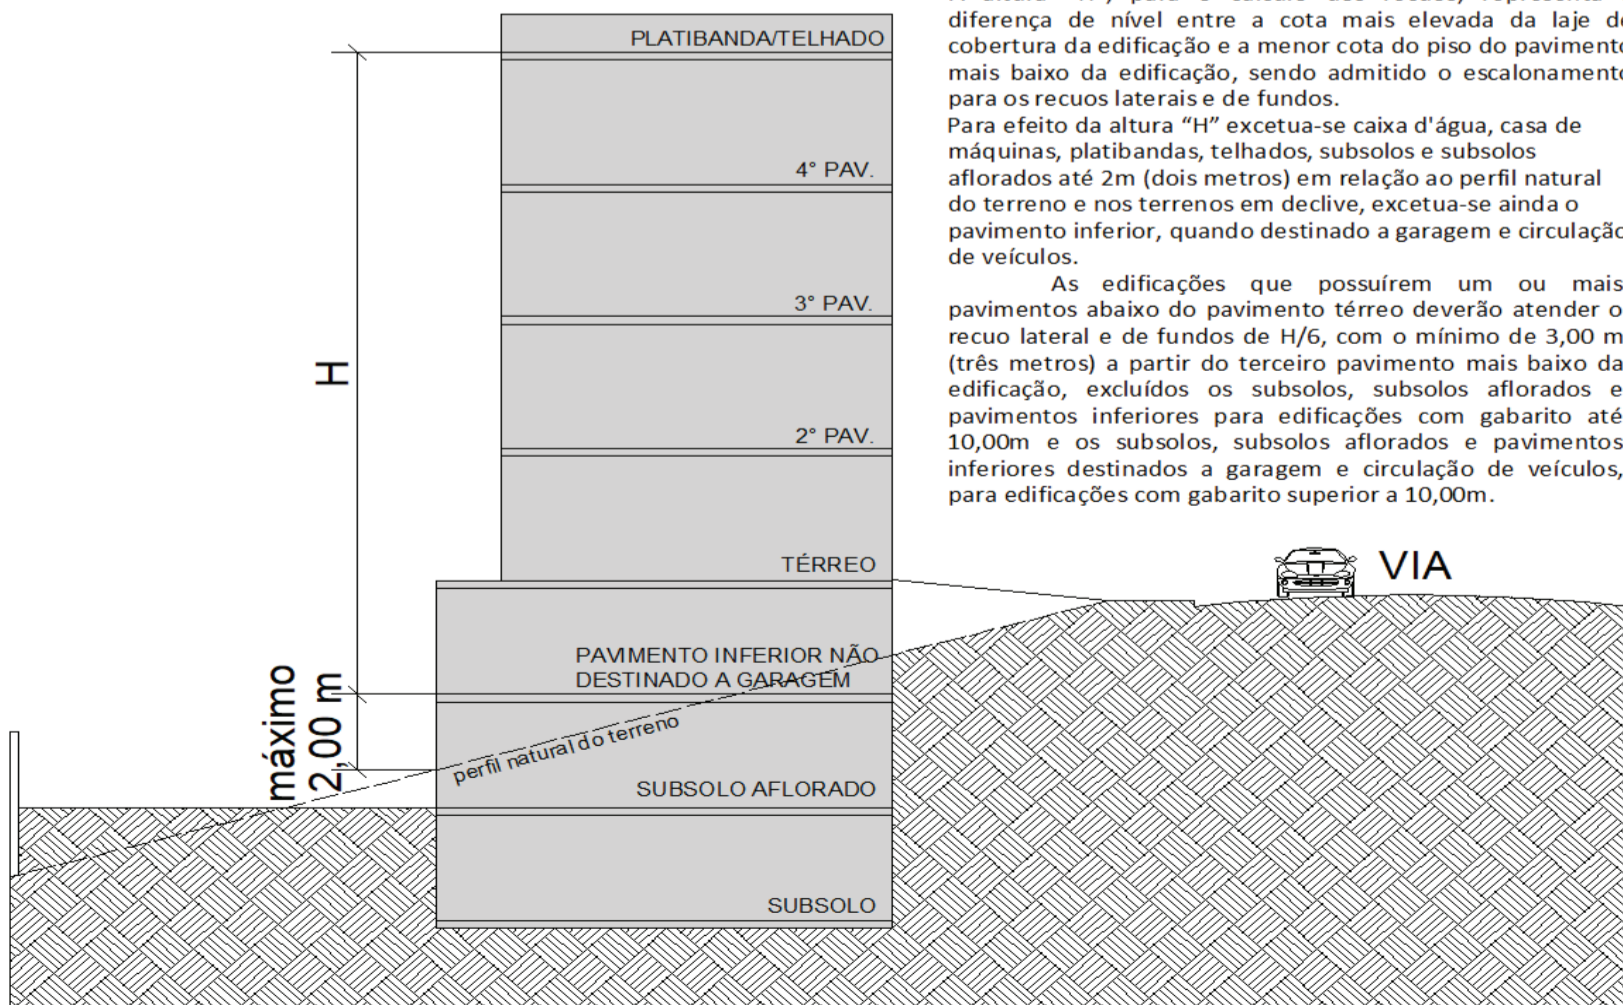 PLATIBANDA/TELHADO
4° PAV.
3° PAV.
2° PAV.
TÉRREO
PAVIMENTO INFERIOR NÃO
DESTINADO A GARAGEM
perfil natural do terreno
SUBSOLO AFLORADO
SUBSOLO
H
máximo
2,00 m
diferença de nível entre a cota mais elevada da laje de
cobertura da edificação e a menor cota do piso do pavimento
mais baixo da edificação, sendo admitido o escalonamento
para os recuos laterais e de fundos.
Para efeito da altura “H” excetua-se caixa d'água, casa de
máquinas, platibandas, telhados, subsolos e subsolos
aflorados até 2m (dois metros) em relação ao perfil natural
do terreno e nos terrenos em declive, excetua-se ainda o
pavimento inferior, quando destinado a garagem e circulação
de veículos.
As edificações que possuírem um ou mais
pavimentos abaixo do pavimento térreo deverão atender o
recuo lateral e de fundos de H/6, com o mínimo de 3,00 m
(três metros) a partir do terceiro pavimento mais baixo da
edificação, excluídos os subsolos, subsolos aflorados e
pavimentos inferiores para edificações com gabarito até
10,00m e os subsolos, subsolos aflorados e pavimentos
inferiores destinados a garagem e circulação de veículos,
para edificações com gabarito superior a 10,00m.
VIA